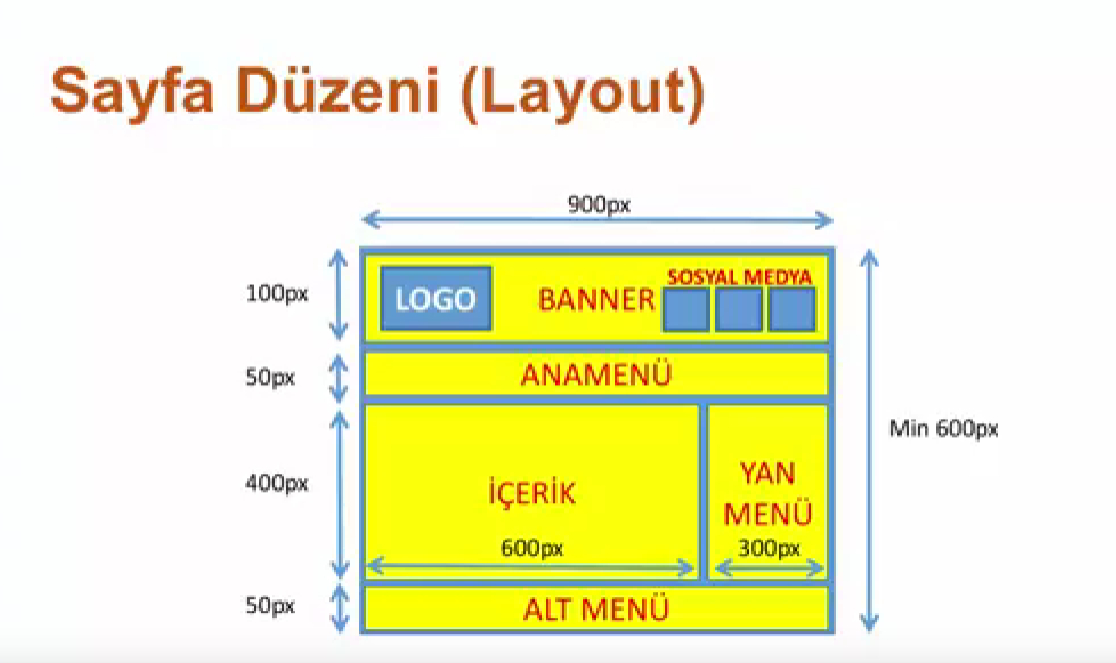 Sayfa Düzeni (Layout)
900px
100px
LOGO
BANNER
SOSYAL MEDYA
50px
ANAMENÜ
Min 600px
400px
İÇERİK
600px
YAN
MENÜ
300px
50px
ALT MENÜ